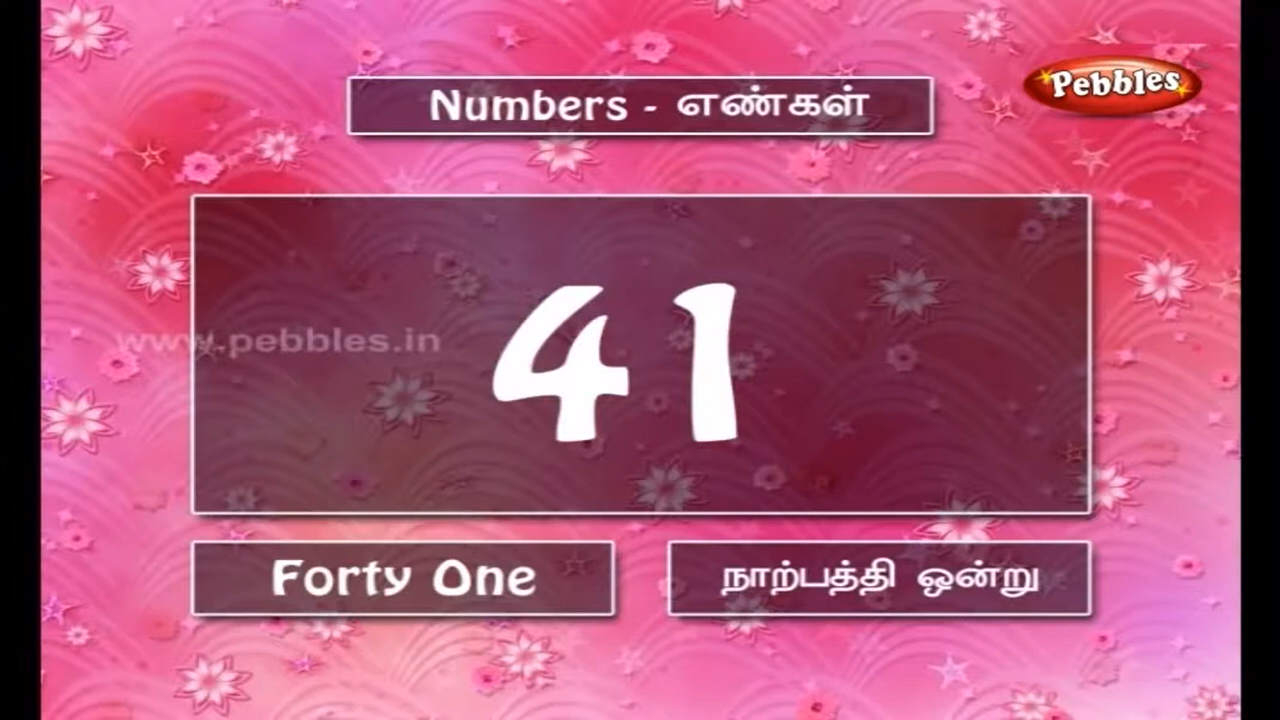 Numbers - எண்கள்
Pebbles
www.pebbles.in
41
Forty One
நாற்பத்தி ஒன்று